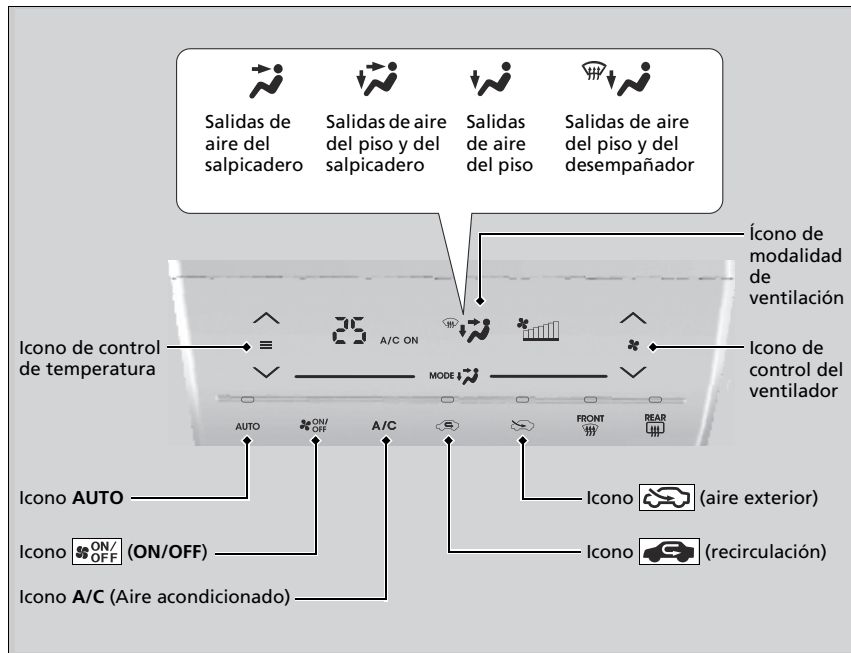 Salidas de
aire del
salpicadero
Salidas de aire
del piso y del
salpicadero
Salidas
de aire
del piso
Salidas de aire
del piso y del
desempañador
Ícono de
modalidad
de
ventilación
Icono de control
de temperatura
25 A/C ON
Icono de
control del
ventilador
MODE
AUTO
ON/
OFF
A/C
FRONT
REAR
Icono AUTO
Icono ON/
OFF (ON/OFF)
Icono A/C (Aire acondicionado)
Icono (aire exterior)
Icono (recirculación)